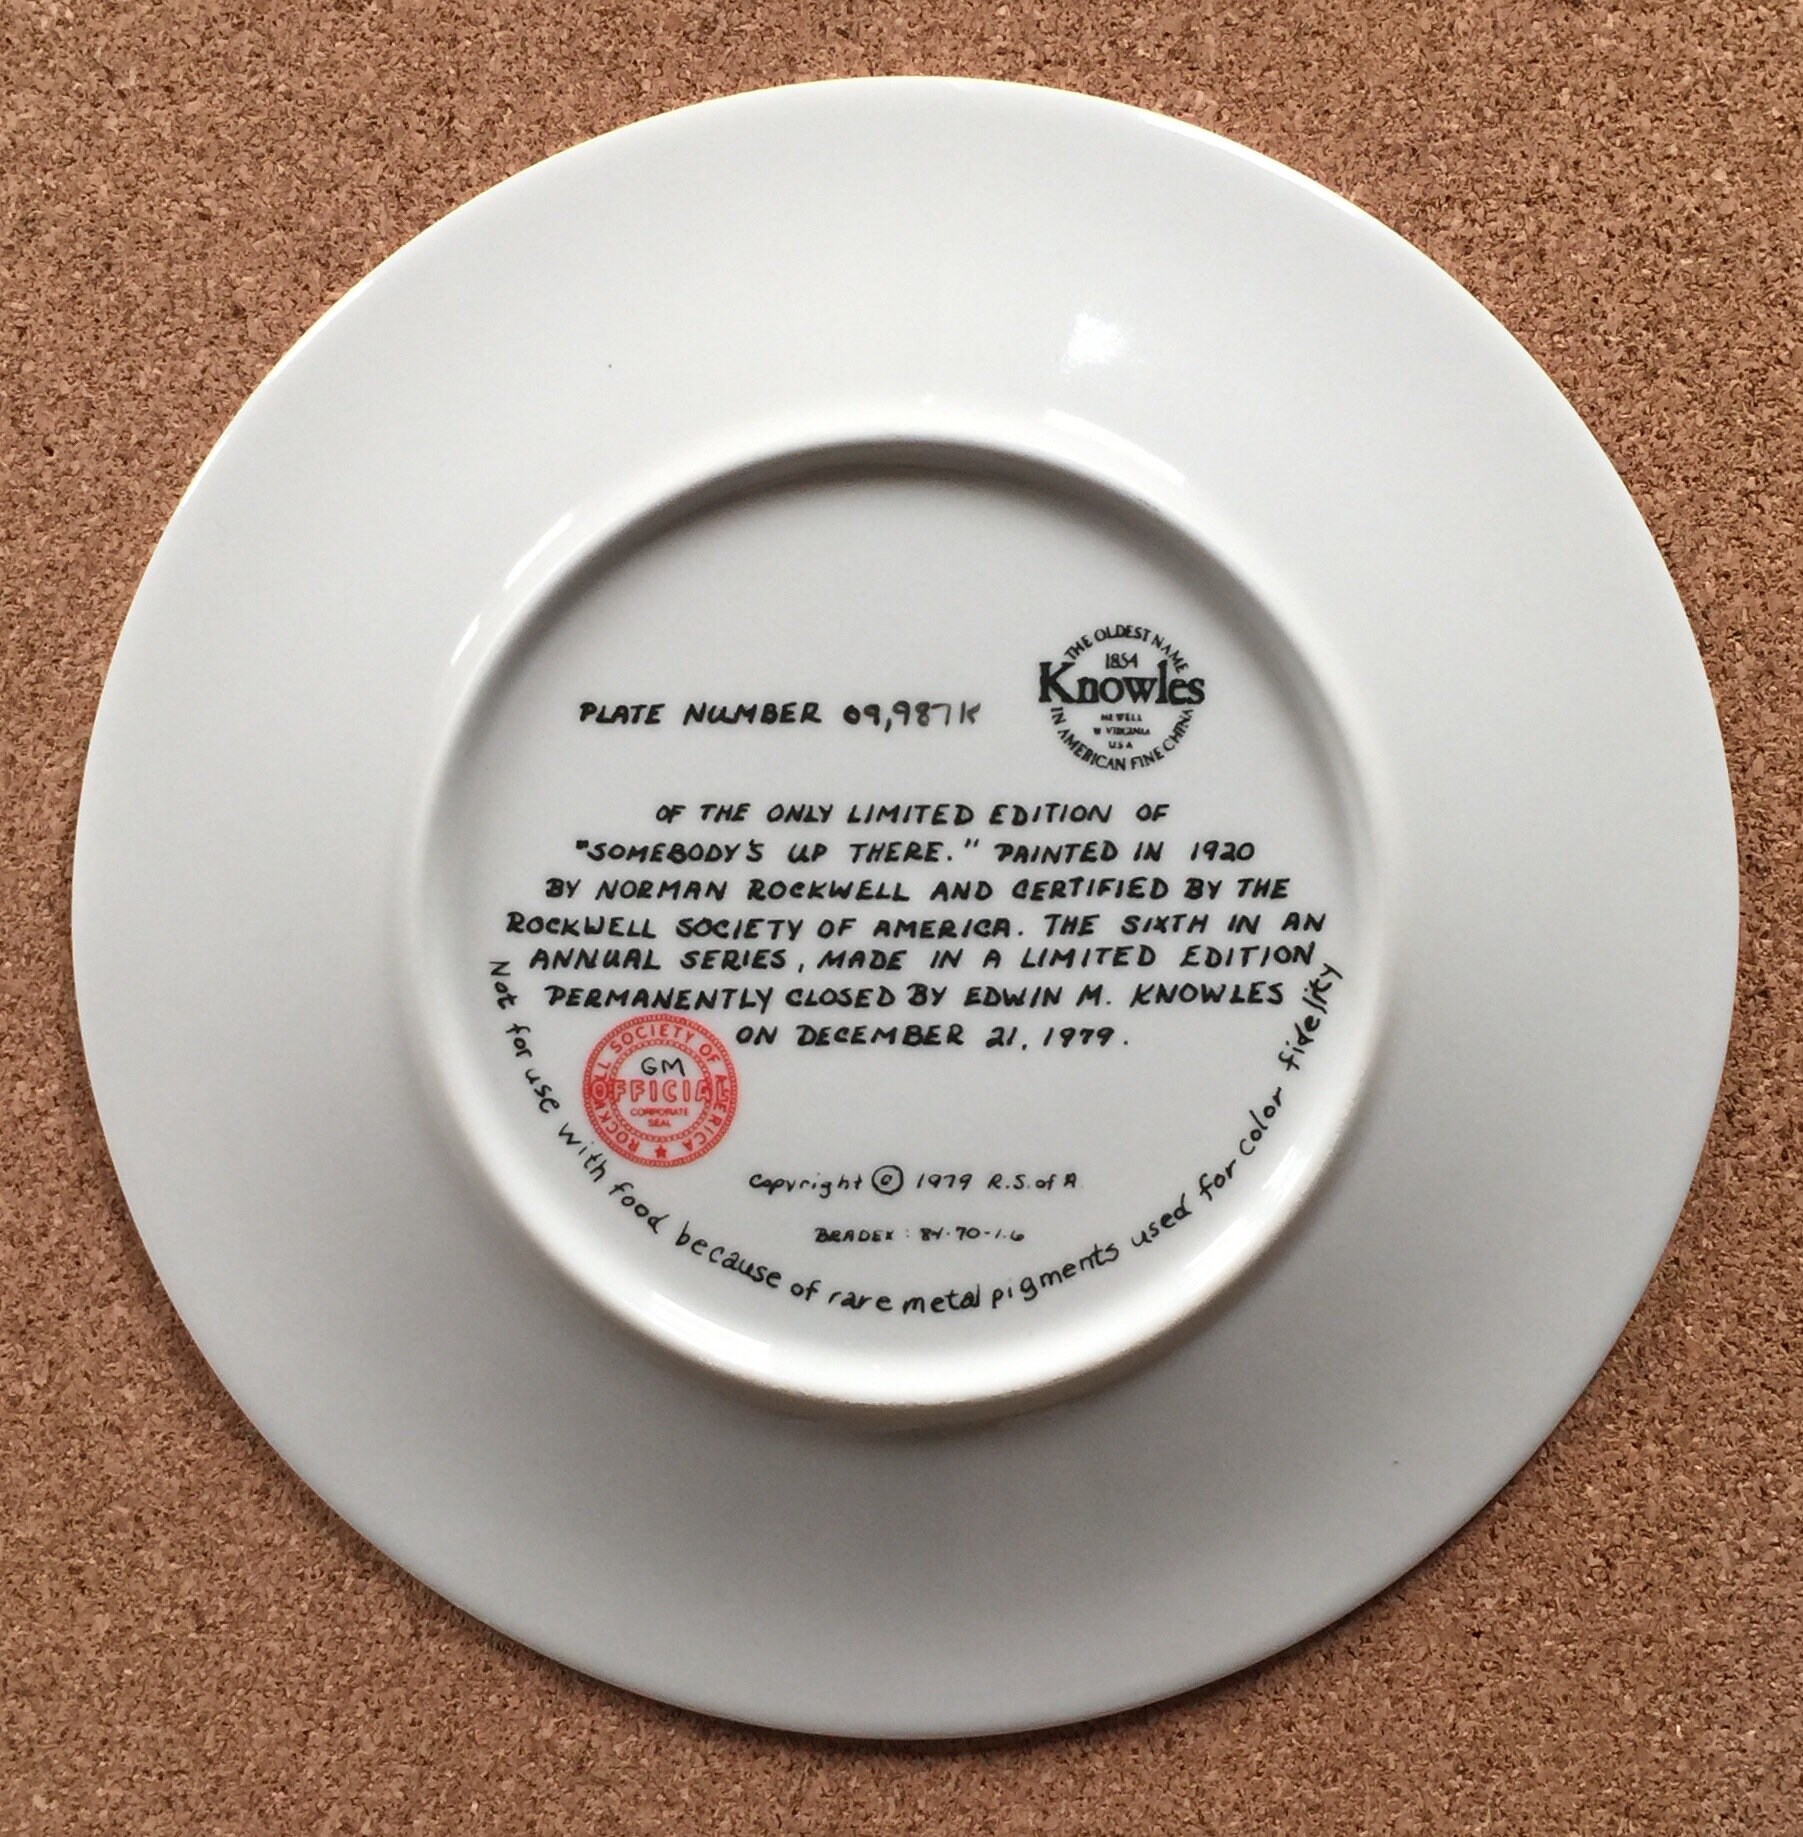 THE OLDEST NAME
1854
Knowles
NEWELL
W VIRGINIA
USA
IN AMERICAN FINE CHINA
PLATE NUMBER 09,987K
OF THE ONLY LIMITED EDITION OF
"SOMEBODY'S UP THERE." PAINTED IN 1920
BY NORMAN ROCKWELL AND CERTIFIED BY THE
ROCKWELL SOCIETY OF AMERICA. THE SIXTH IN AN
ANNUAL SERIES, MADE IN A LIMITED EDITION
PERMANENTLY CLOSED BY EDWIN M. KNOWLES
ON DECEMBER 21, 1979.
ROCKWELL SOCIETY OF AMERICA
GM
OFFICIAL
CORPORATE
SEAL
Copyright © 1979 R.S. of A
BRADEX: 84-70-1.6
Not for use with food because of rare metal pigments used for color fidelity